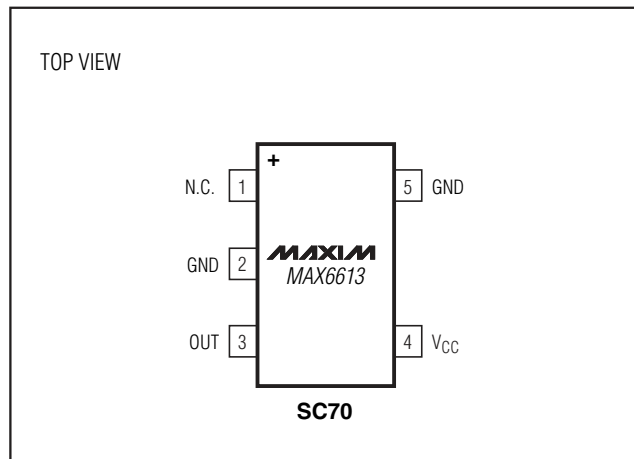 TOP VIEW
+
N.C. 1
5 GND
GND 2
MAXIM
MAX6613
OUT 3
4 VCC
SC70